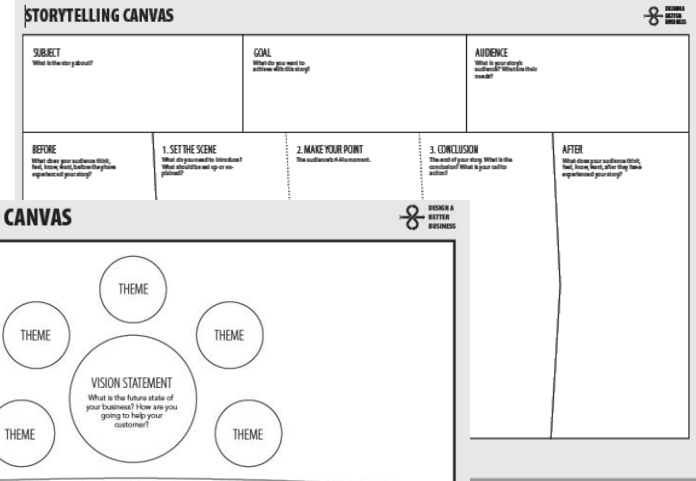 STORYTELLING CANVAS
DESIGN A
BETTER
BUSINESS
SUBJECT
What is the story about?
GOAL
What do you want to
achieve with this story?
AUDIENCE
What is your story's
audience? What are their
needs?
BEFORE
What does your audience think,
feel, know, want, before they have
experienced your story?
1. SET THE SCENE
What do you need to introduce?
What should be set up or ex-
plained?
2. MAKE YOUR POINT
The audience's A-Ha moment.
3. CONCLUSION
The end of your story. What is the
conclusion? What is your call to
action?
AFTER
What does your audience think,
feel, know, want, after they have
experienced your story?
CANVAS
DESIGN A
BETTER
BUSINESS
THEME
THEME
THEME
VISION STATEMENT
What is the future state of
your business? How are you
going to help your
customer?
THEME
THEME